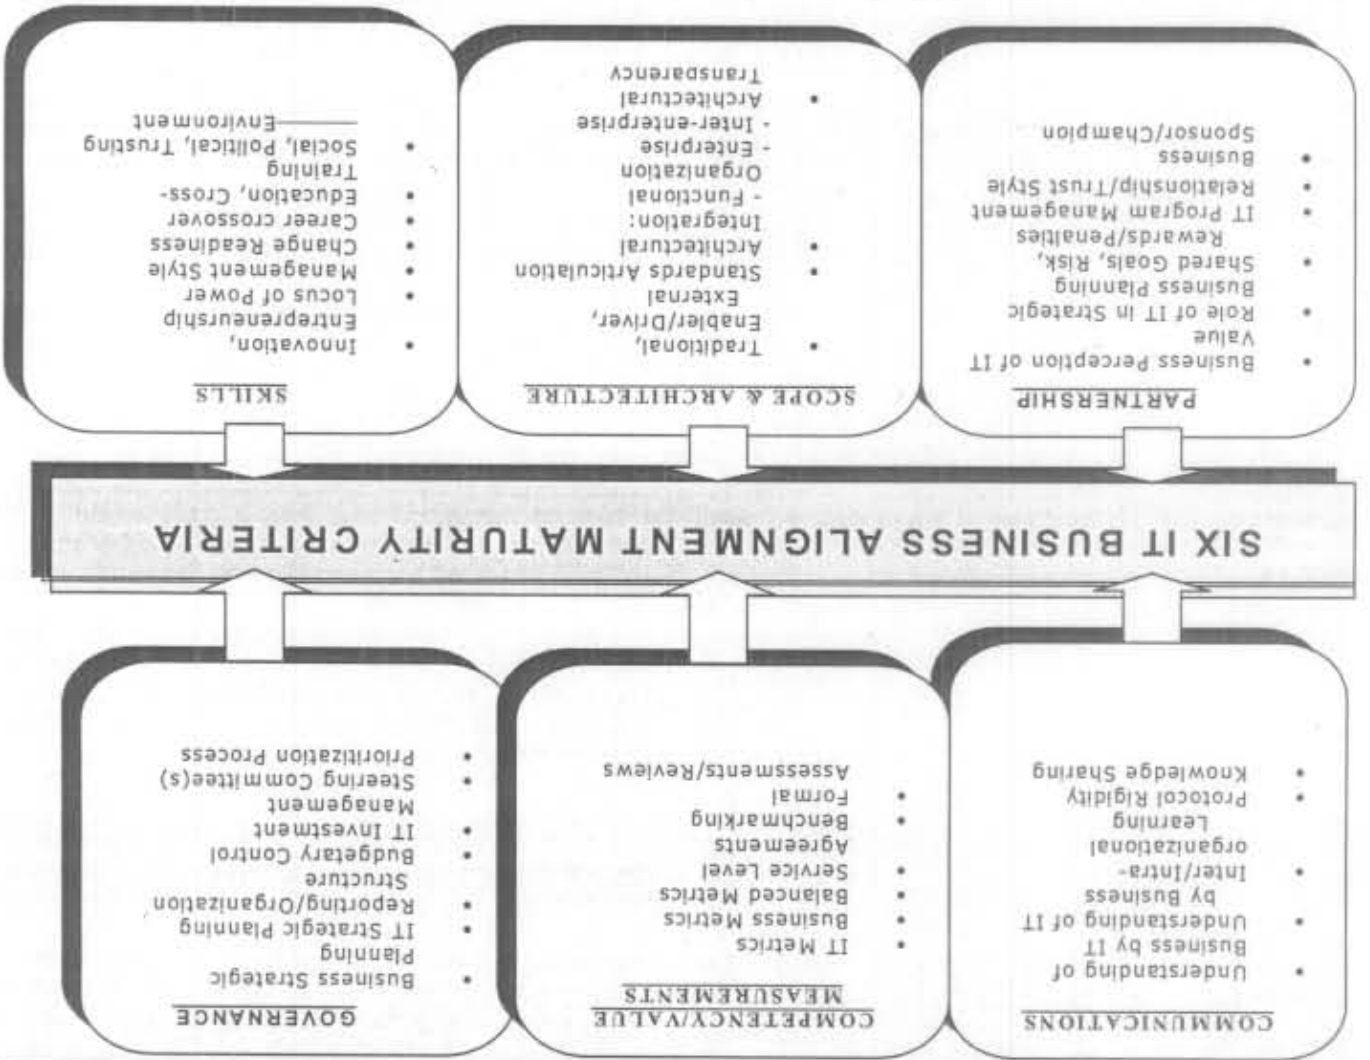 COMMUNICATIONS
• Understanding of
Business by IT
• Understanding of IT
by Business
• Inter/Intra-
organizational
Learning
• Protocol Rigidity
• Knowledge Sharing
COMPETENCY/VALUE
MEASUREMENTS
• IT Metrics
• Business Metrics
• Balanced Metrics
• Service Level
Agreements
• Benchmarking
• Formal
Assessments/Reviews
GOVERNANCE
• Business Strategic
Planning
• IT Strategic Planning
• Reporting/Organization
Structure
• Budgetary Control
• IT Investment
Management
• Steering Committee(s)
• Prioritization Process
SIX IT BUSINESS ALIGNMENT MATURITY CRITERIA
PARTNERSHIP
• Business Perception of IT
Value
• Role of IT in Strategic
Business Planning
• Shared Goals, Risk,
Rewards/Penalties
• IT Program Management
• Relationship/Trust Style
• Business
Sponsor/Champion
SCOPE & ARCHITECTURE
• Traditional,
Enabler/Driver,
External
• Standards Articulation
• Architectural
Integration:
- Functional
Organization
- Enterprise
- Inter-enterprise
• Architectural
Transparency
SKILLS
• Innovation,
Entrepreneurship
• Locus of Power
• Management Style
• Change Readiness
• Career crossover
• Education, Cross-
Training
• Social, Political, Trusting
Environment